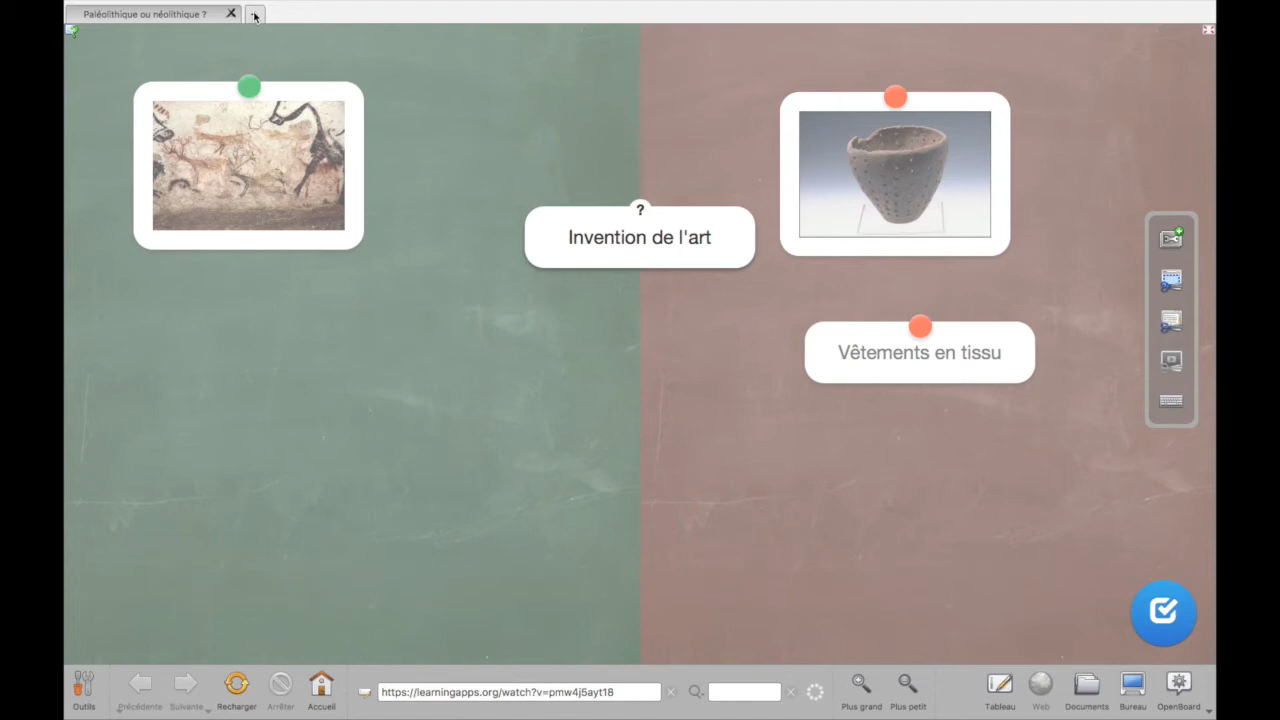 Paléolithique ou néolithique ?
?
Invention de l'art
Vêtements en tissu
Outils
Précédente
Suivante
Recharger
Arrêter
Accueil
https://learningapps.org/watch?v=pmw4j5ayt18
Plus grand
Plus petit
Tableau
Web
Documents
Bureau
OpenBoard